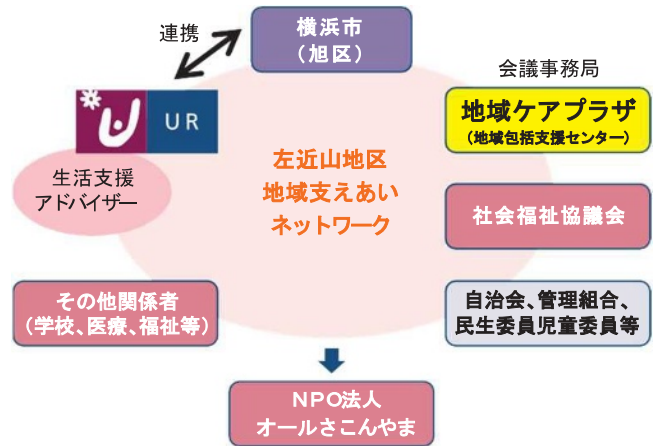 連携
横浜市
（旭区）
会議事務局
UR
地域ケアプラザ
（地域包括支援センター）
生活支援
アドバイザー
左近山地区
地域支えあい
ネットワーク
社会福祉協議会
その他関係者
（学校、医療、福祉等）
自治会、管理組合、
民生委員児童委員等
NPO法人
オールさこんやま